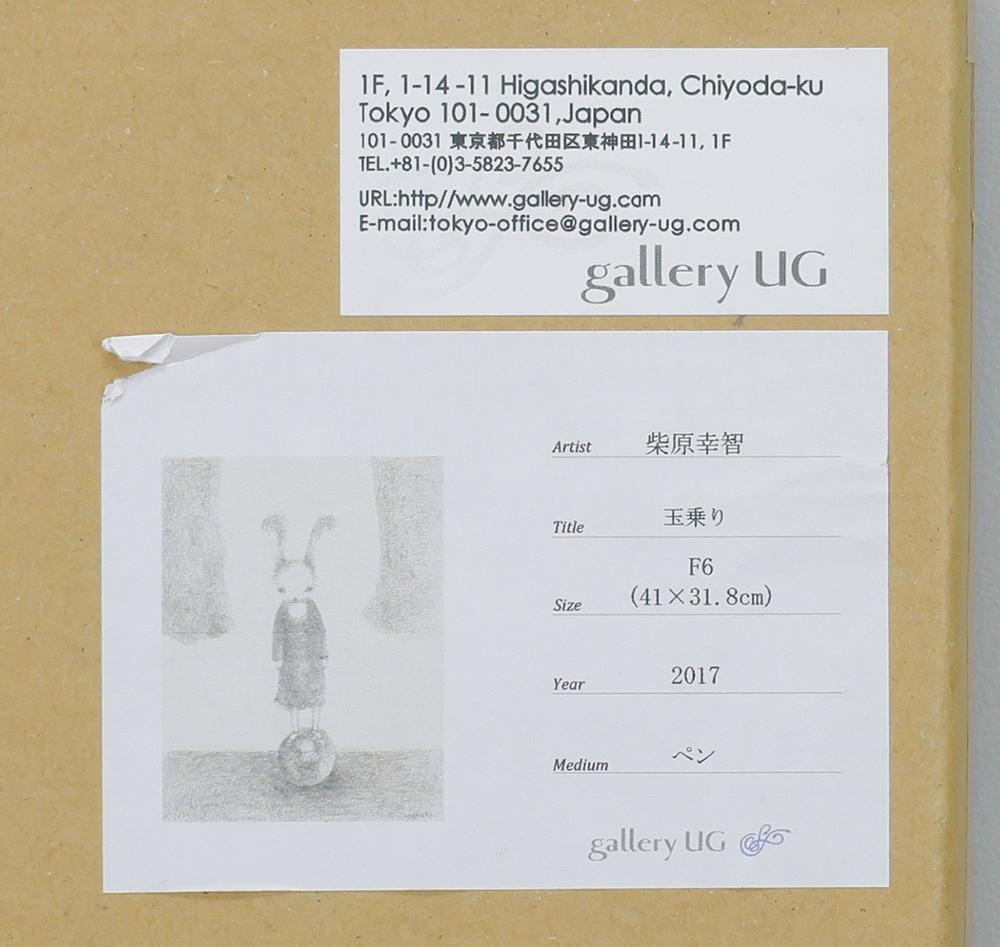 1F, 1-14 -11 Higashikanda, Chiyoda-ku
Tokyo 101- 0031,Japan
101- 0031 東京都千代田区東神田1-14-11, 1F
TEL.+81-(0)3-5823-7655
URL:http//www.gallery-ug.com
E-mail:tokyo-office@gallery-ug.com
gallery UG
Artist 柴原幸智
Title 玉乗り
F6
Size (41×31.8cm)
Year 2017
Medium ペン
gallery UG